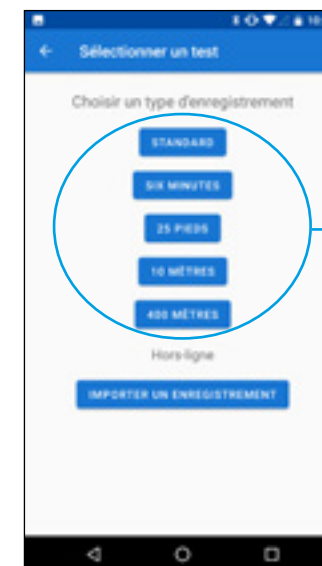 Sélectionner un test
Choisir un type d'enregistrement
STANDARD
SIX MINUTES
25 PIEDS
10 MÈTRES
400 MÈTRES
Hors-ligne
IMPORTER UN ENREGISTREMENT